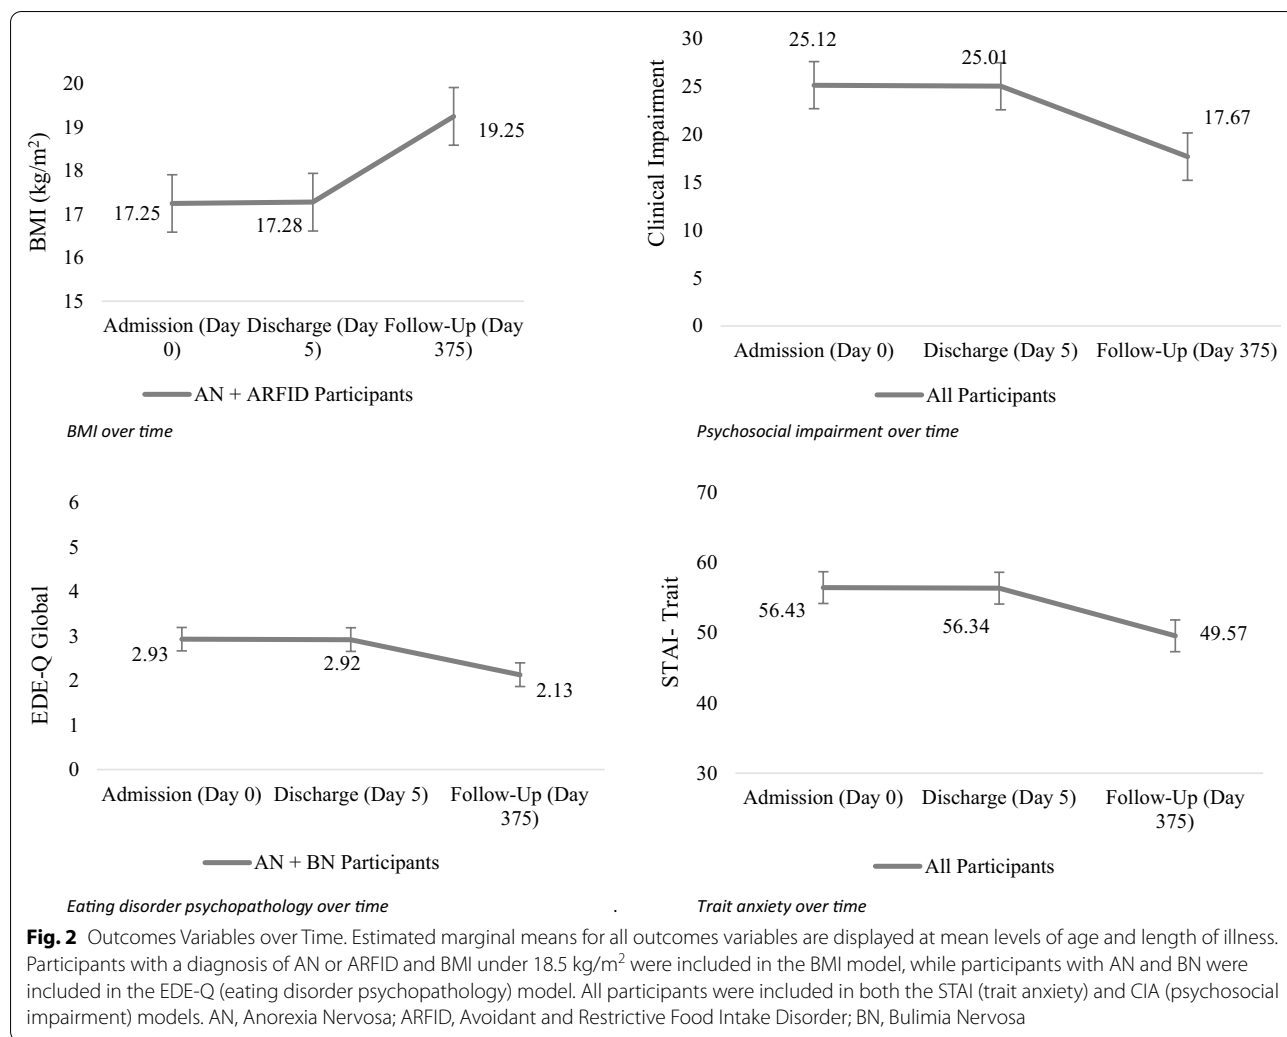 BMI (kg/m²)
20
19
18
17
16
15
17.25
17.28
19.25
Admission (Day 0)
Discharge (Day 5)
Follow-Up (Day 375)
AN + ARFID Participants
BMI over time
Clinical Impairment
30
25
20
15
10
5
0
25.12
25.01
17.67
Admission (Day 0)
Discharge (Day 5)
Follow-Up (Day 375)
All Participants
Psychosocial impairment over time
EDE-Q Global
6
5
4
3
2
1
0
2.93
2.92
2.13
Admission (Day 0)
Discharge (Day 5)
Follow-Up (Day
375)
AN + BN Participants
Eating disorder psychopathology over time
.
STAI- Trait
70
60
50
40
30
56.43
56.34
49.57
Admission (Day 0)
Discharge (Day 5)
Follow-Up (Day
375)
All Participants
Trait anxiety over time
Fig. 2 Outcomes Variables over Time. Estimated marginal means for all outcomes variables are displayed at mean levels of age and length of illness.
Participants with a diagnosis of AN or ARFID and BMI under 18.5 kg/m² were included in the BMI model, while participants with AN and BN were
included in the EDE-Q (eating disorder psychopathology) model. All participants were included in both the STAI (trait anxiety) and CIA (psychosocial
impairment) models. AN, Anorexia Nervosa; ARFID, Avoidant and Restrictive Food Intake Disorder; BN, Bulimia Nervosa